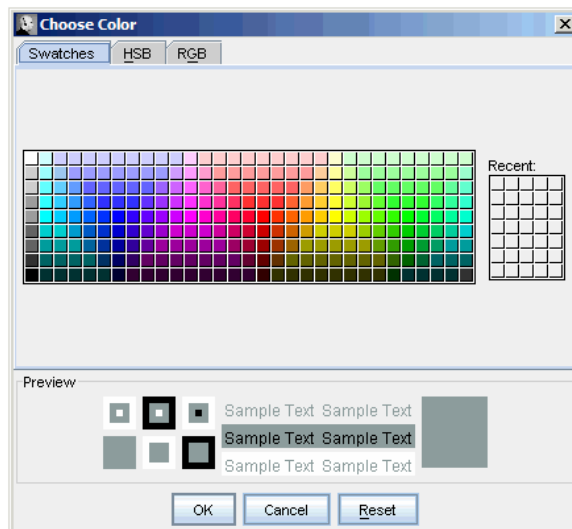 Choose Color
Swatches HSB RGB
Recent:
Preview
Sample Text Sample Text
Sample Text Sample Text
Sample Text Sample Text
OK Cancel Reset